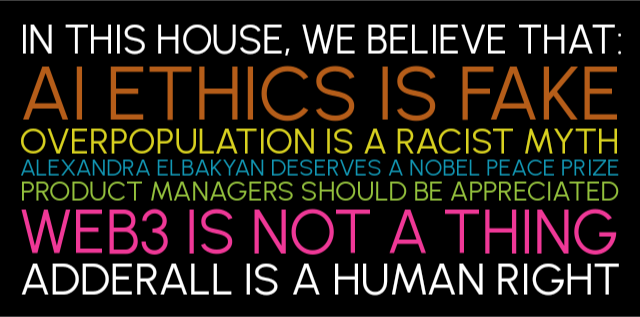 IN THIS HOUSE, WE BELIEVE THAT:
AI ETHICS IS FAKE
OVERPOPULATION IS A RACIST MYTH
ALEXANDRA ELBAKYAN DESERVES A NOBEL PEACE PRIZE
PRODUCT MANAGERS SHOULD BE APPRECIATED
WEB3 IS NOT A THING
ADDERALL IS A HUMAN RIGHT